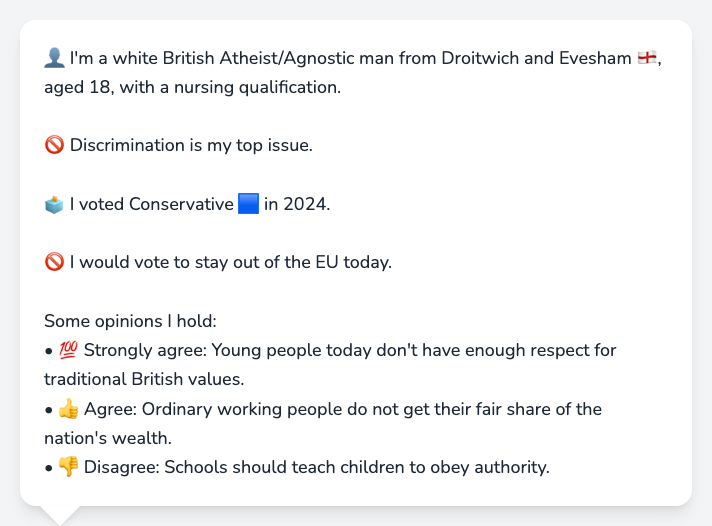 👤 I'm a white British Atheist/Agnostic man from Droitwich and Evesham 🏴󠁧󠁢󠁥󠁮󠁧󠁿,
aged 18, with a nursing qualification.
🚫 Discrimination is my top issue.
🗳️ I voted Conservative 🟦 in 2024.
🚫 I would vote to stay out of the EU today.
Some opinions I hold:
• 💯 Strongly agree: Young people today don't have enough respect for
traditional British values.
• 👍 Agree: Ordinary working people do not get their fair share of the
nation's wealth.
• 👎 Disagree: Schools should teach children to obey authority.